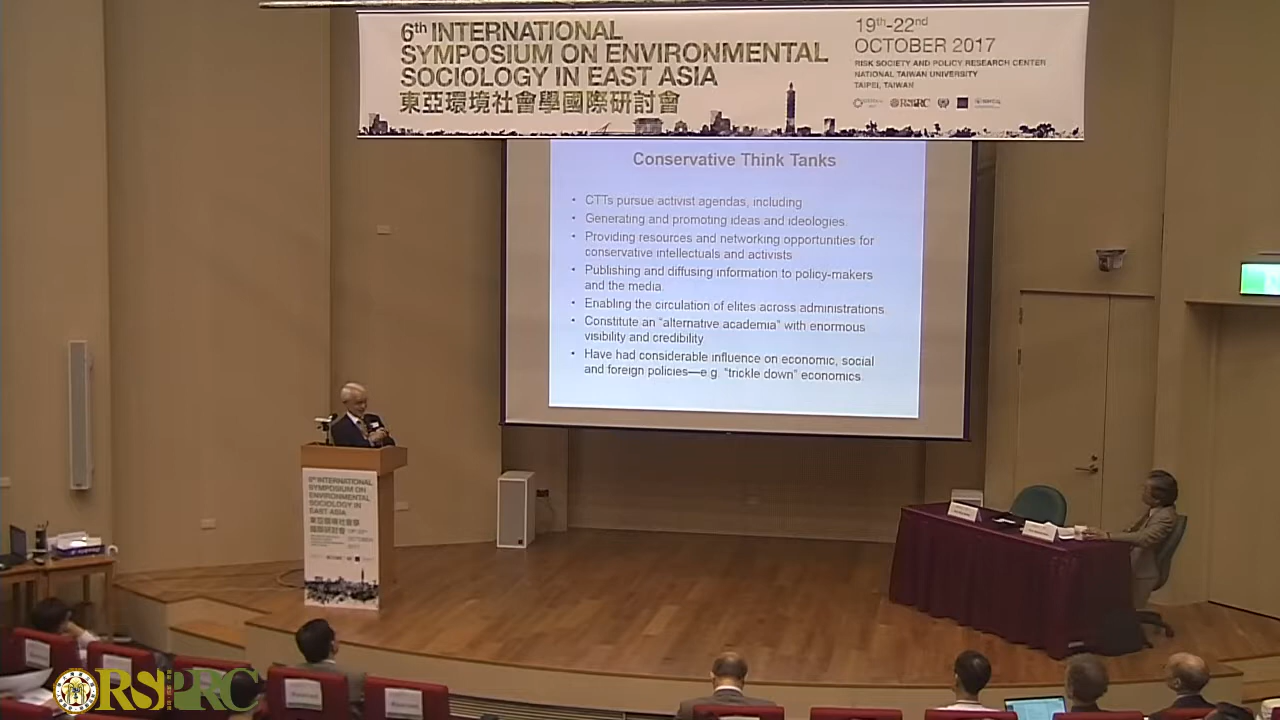 6th INTERNATIONAL
SYMPOSIUM ON ENVIRONMENTAL
SOCIOLOGY IN EAST ASIA
東亞環境社會學國際研討會
19th-22nd
OCTOBER 2017
RISK SOCIETY AND POLICY RESEARCH CENTER
NATIONAL TAIWAN UNIVERSITY
TAIPEI, TAIWAN
RSPRC
Conservative Think Tanks
• CTTs pursue activist agendas, including
• Generating and promoting ideas and ideologies.
• Providing resources and networking opportunities for
conservative intellectuals and activists
• Publishing and diffusing information to policy-makers
and the media.
• Enabling the circulation of elites across administrations.
• Constitute an "alternative academia" with enormous
visibility and credibility
• Have had considerable influence on economic, social
and foreign policies—e.g. "trickle down" economics.
6th INTERNATIONAL
SYMPOSIUM ON
ENVIRONMENTAL
SOCIOLOGY IN
EAST ASIA
東亞環境社會學
國際研討會
19th-22nd
OCTOBER
2017
RSPRC